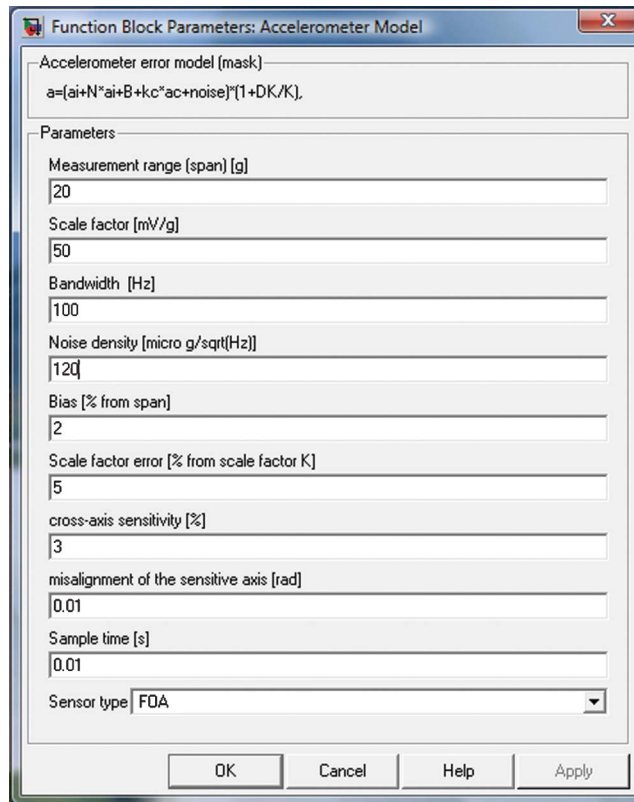 Function Block Parameters: Accelerometer Model
Accelerometer error model (mask)
a=(ai+N*ai+B+kc*ac+noise)*(1+DK/K),
Parameters
Measurement range (span) [g]
20
Scale factor [mV/g]
50
Bandwidth [Hz]
100
Noise density [micro g/sqrt(Hz)]
120
Bias [% from span]
2
Scale factor error [% from scale factor K]
5
cross-axis sensitivity [%]
3
misalignment of the sensitive axis [rad]
0.01
Sample time [s]
0.01
Sensor type FOA
OK Cancel Help Apply